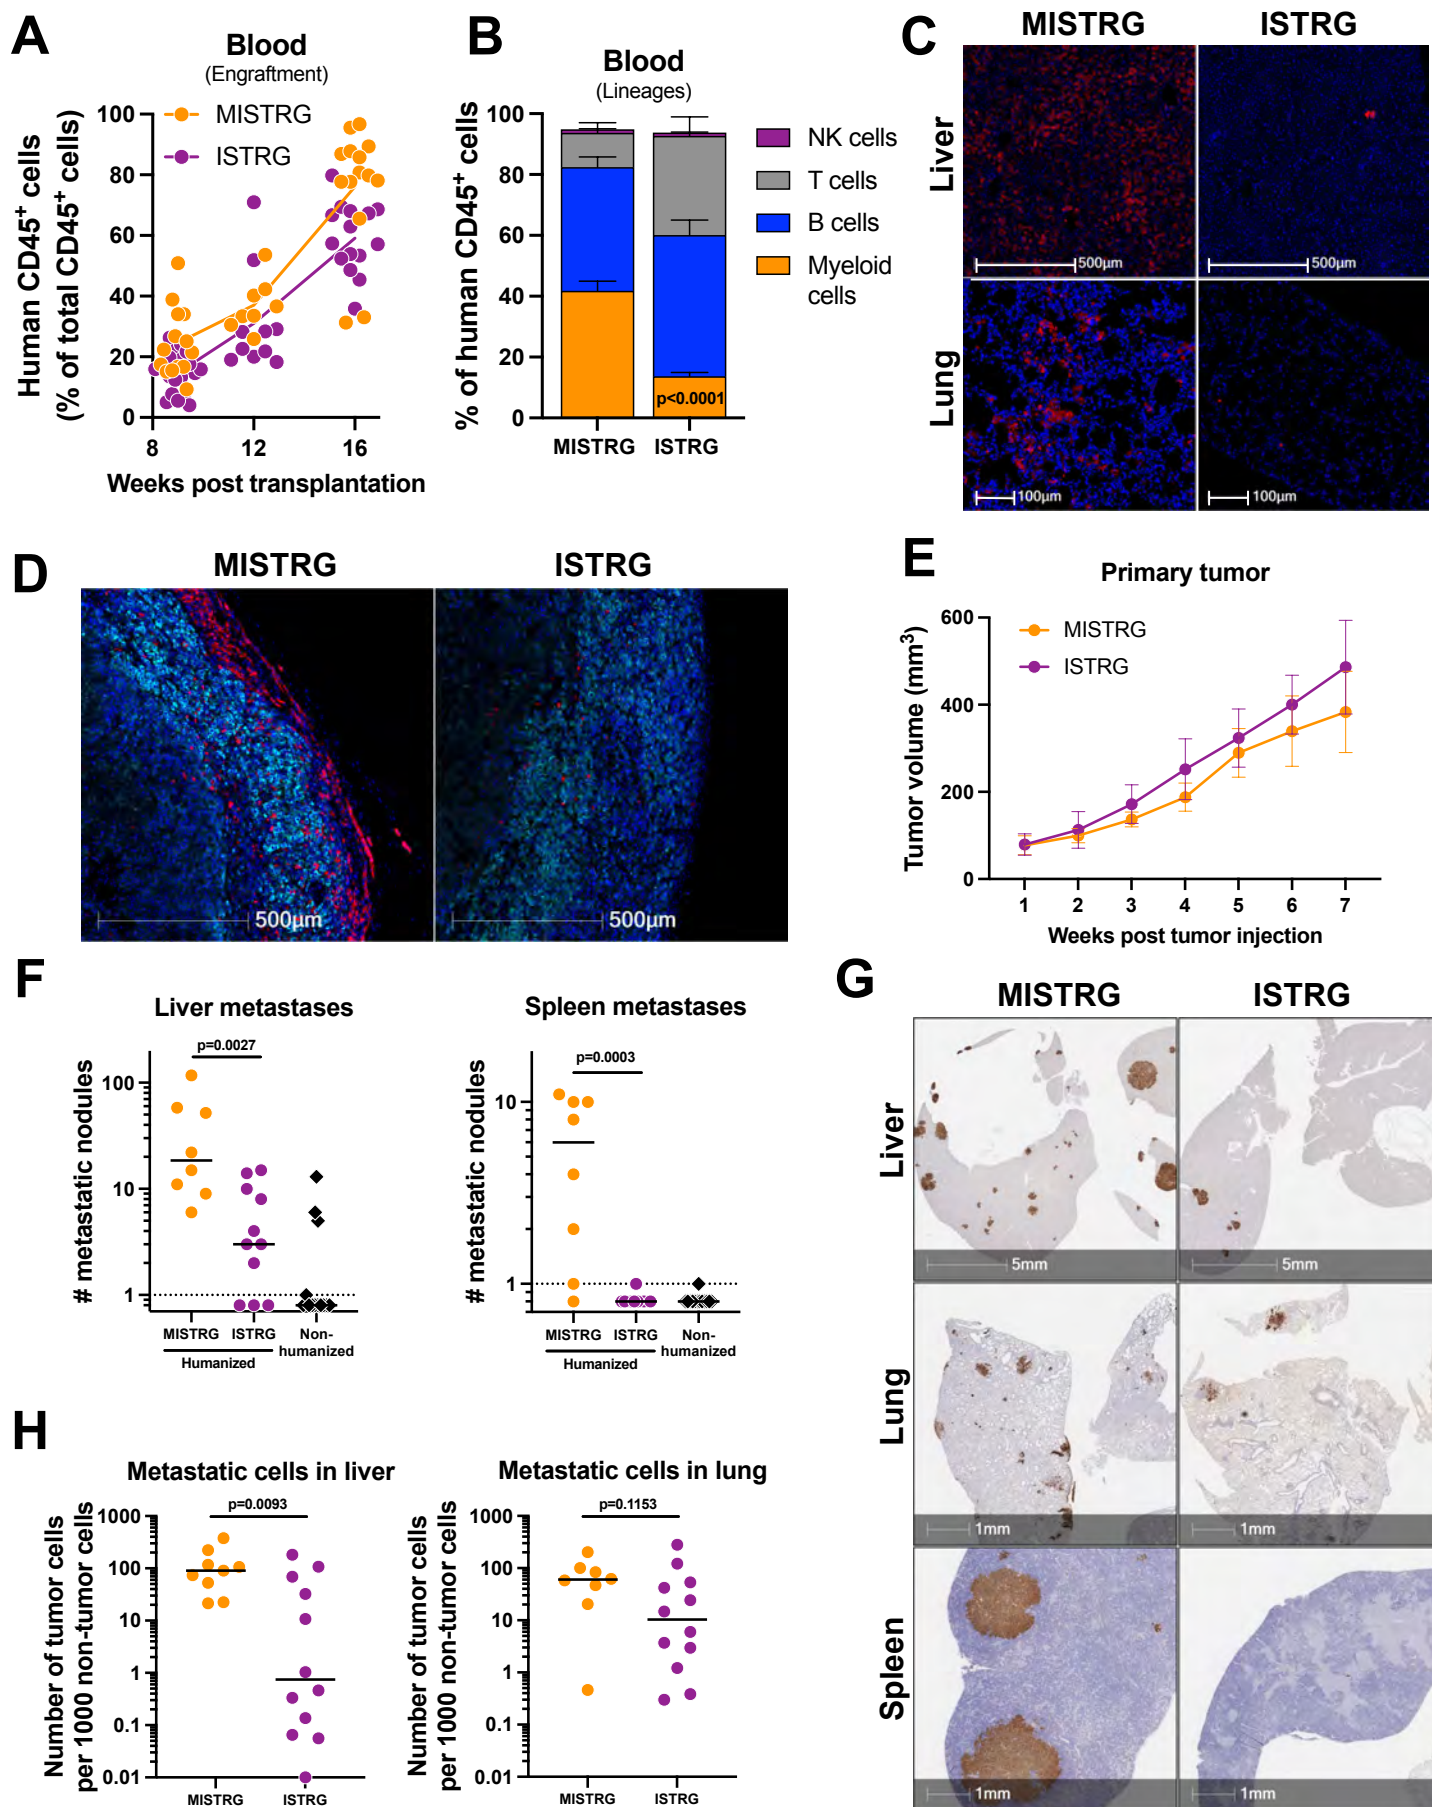 A
Blood
(Engraftment)
Human CD45+ cells
(% of total CD45+ cells)
100
80
60
40
20
0
MISTRG
ISTRG
8
12
16
Weeks post transplantation
B
Blood
(Lineages)
% of human CD45+ cells
100
80
60
40
20
0
p<0.0001
MISTRG
ISTRG
NK cells
T cells
B cells
Myeloid
cells
C
MISTRG
ISTRG
Liver
500µm
500µm
Lung
100µm
100µm
D
MISTRG
ISTRG
500µm
500µm
E
Primary tumor
Tumor volume (mm3)
600
400
200
0
MISTRG
ISTRG
1
2
3
4
5
6
7
Weeks post tumor injection
F
Liver metastases
# metastatic nodules
p=0.0027
100
10
1
MISTRG
ISTRG
Non-
humanized
Humanized
Spleen metastases
# metastatic nodules
p=0.0003
10
1
MISTRG
ISTRG
Non-
humanized
Humanized
G
MISTRG
ISTRG
Liver
5mm
5mm
Lung
1mm
1mm
Spleen
1mm
1mm
H
Metastatic cells in liver
Number of tumor cells
per 1000 non-tumor cells
p=0.0093
1000
100
10
1
0.1
0.01
MISTRG
ISTRG
Metastatic cells in lung
Number of tumor cells
per 1000 non-tumor cells
p=0.1153
1000
100
10
1
0.1
0.01
MISTRG
ISTRG